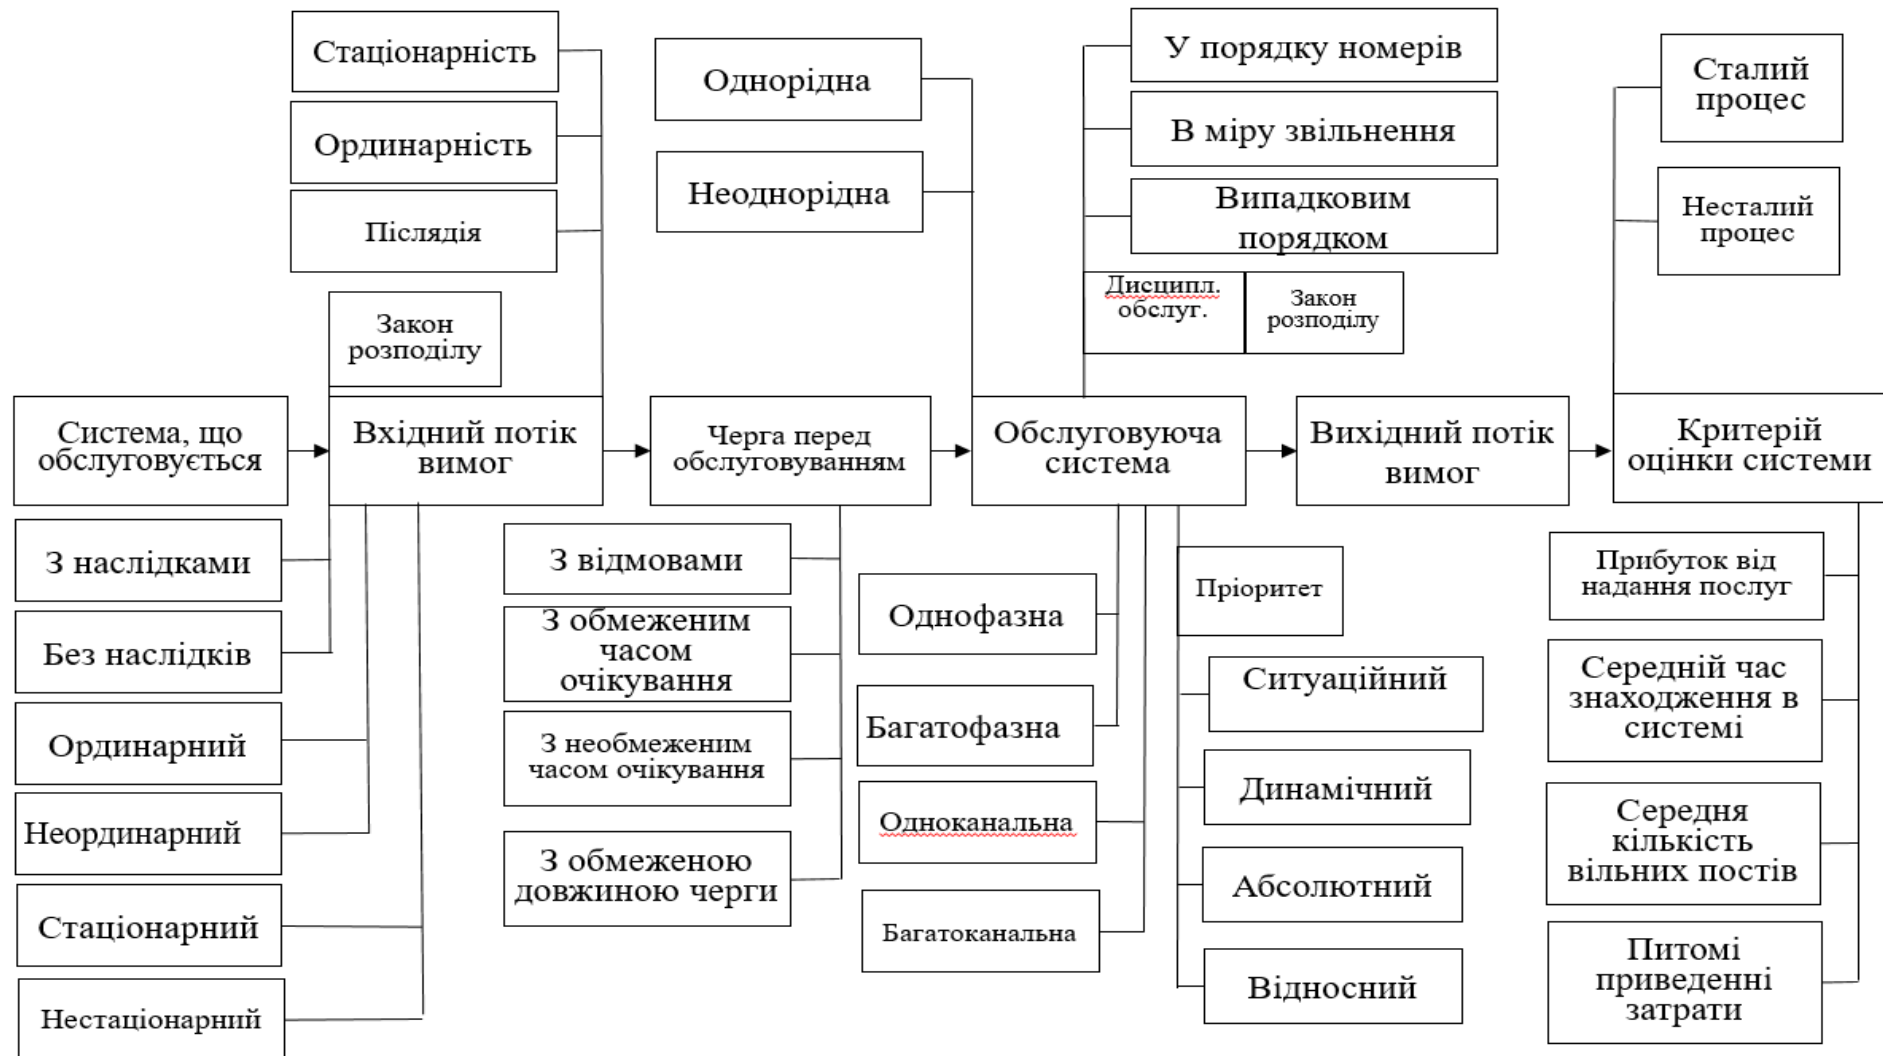 Стаціонарність
Ординарність
Післядія
Закон
розподілу
Однорідна
Неоднорідна
У порядку номерів
В міру звільнення
Випадковим
порядком
Дисципл.
обслуг.
Закон
розподілу
Сталий
процес
Несталий
процес
Система, що
обслуговується
Вхідний потік
вимог
Черга перед
обслуговуванням
Обслуговуюча
система
Вихідний потік
вимог
Критерій
оцінки системи
З наслідками
Без наслідків
Ординарний
Неординарний
Стаціонарний
Нестаціонарний
З відмовами
З обмеженим
часом
очікування
З необмеженим
часом очікування
З обмеженою
довжиною черги
Однофазна
Багатофазна
Одноканальна
Багатоканальна
Пріоритет
Ситуаційний
Динамічний
Абсолютний
Відносний
Прибуток від
надання послуг
Середній час
знаходження в
системі
Середня
кількість
вільних постів
Питомі
приведенні
затрати